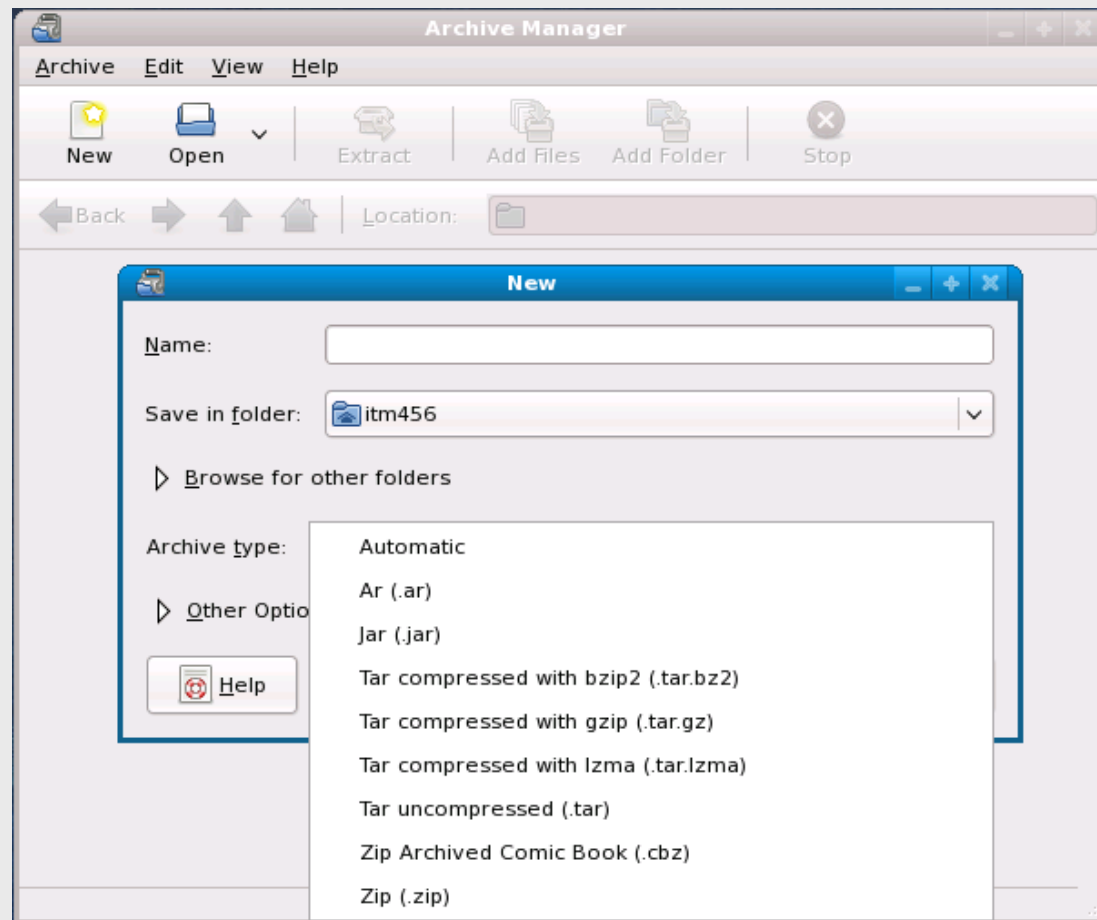 Archive Manager
Archive Edit View Help
New Open Extract Add Files Add Folder Stop
Back Location:
New
Name:
Save in folder: itm456
Browse for other folders
Archive type: Automatic
Ar (.ar)
Other Optio
Jar (.jar)
Tar compressed with bzip2 (.tar.bz2)
Help
Tar compressed with gzip (.tar.gz)
Tar compressed with lzma (.tar.lzma)
Tar uncompressed (.tar)
Zip Archived Comic Book (.cbz)
Zip (.zip)